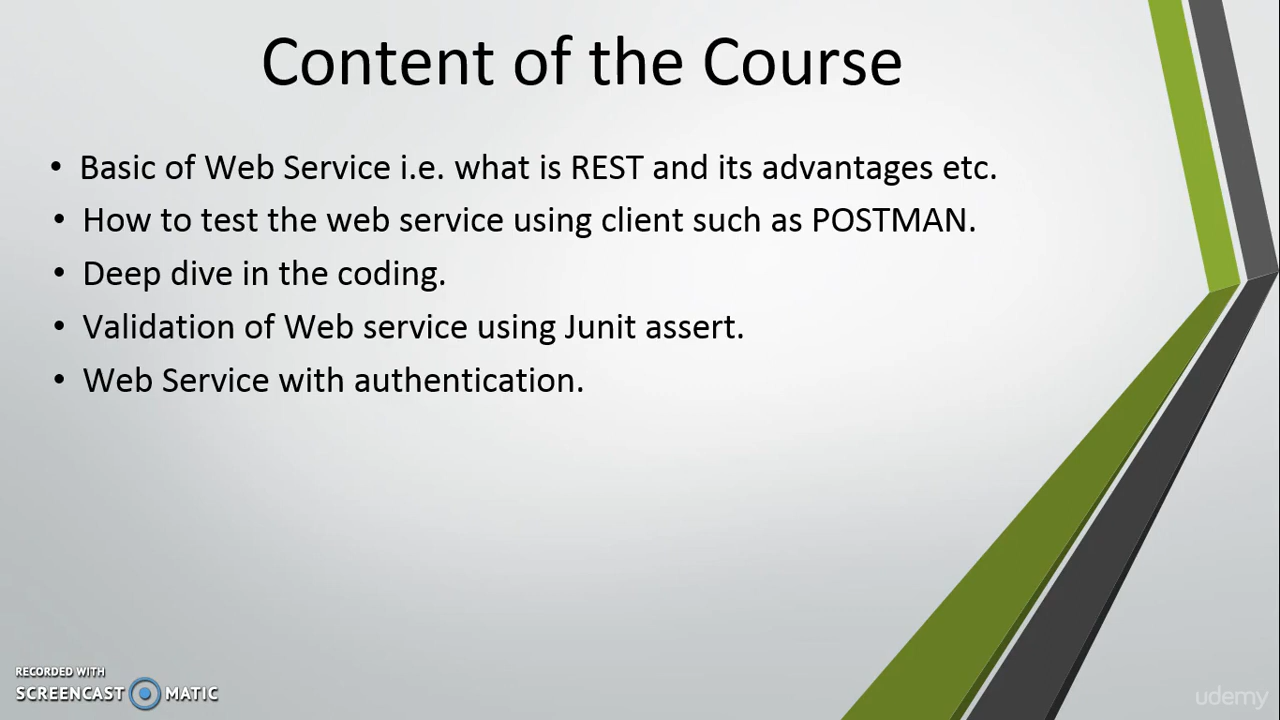 Content of the Course
• Basic of Web Service i.e. what is REST and its advantages etc.
• How to test the web service using client such as POSTMAN.
• Deep dive in the coding.
• Validation of Web service using Junit assert.
• Web Service with authentication.
RECORDED WITH
SCREENCAST MATIC
udemy